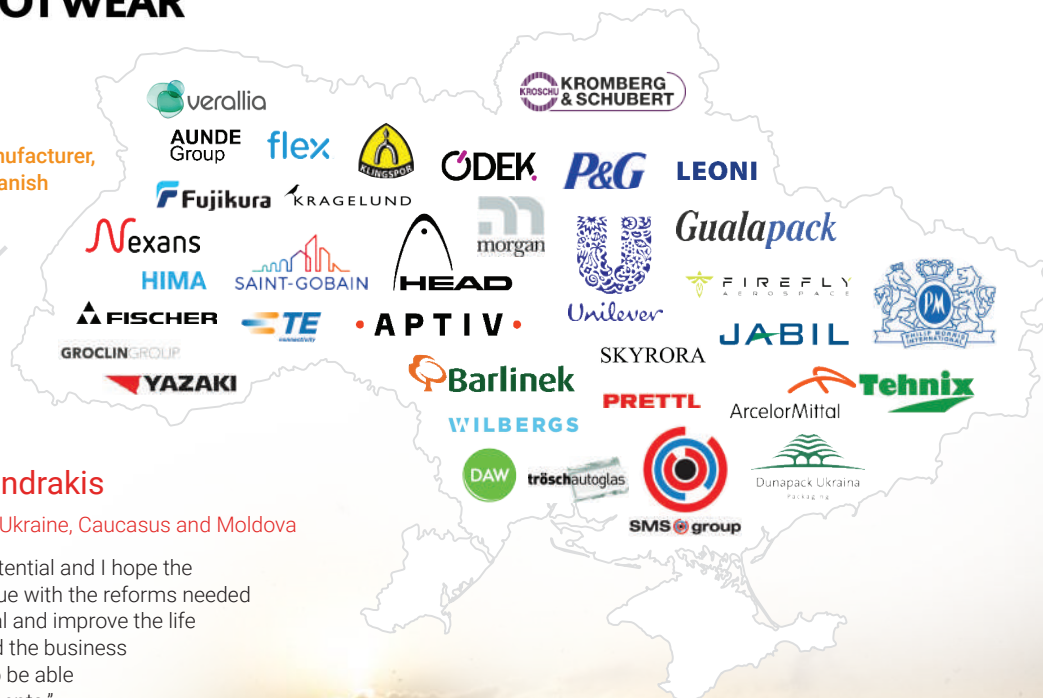 OTWEAR
verallia
KROSCHU
KROMBERG
& SCHUBERT
AUNDE
Group
flex
KLINGSPOR
ODEK
P&G
LEONI
nufacturer,
anish
Fujikura
KRAGELUND
morgan
Gualapack
Nexans
HIMA
SAINT-GOBAIN
HEAD
Unilever
FIREFLY
AEROSPACE
PM
PHILIP MORRIS
INTERNATIONAL
FISCHER
TE
connectivity
APTIV
JABIL
GROCLINGROUP
SKYRORA
YAZAKI
Barlinek
PRETTL
ArcelorMittal
Tehnix
WILBERGS
DAW
tröschautoglas
SMS group
Dunapack Ukraina
Packaging
ndrakis
Ukraine, Caucasus and Moldova
tential and I hope the
ue with the reforms needed
al and improve the life
d the business
o be able